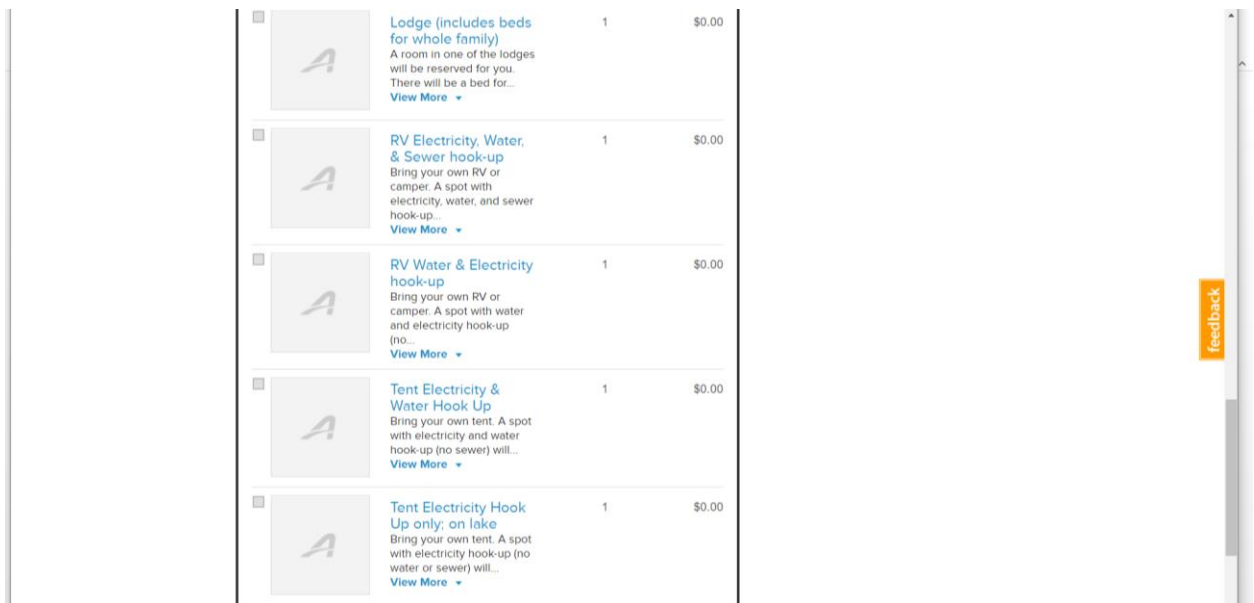 Lodge (includes beds
for whole family)
1
$0.00
A room in one of the lodges
will be reserved for you.
There will be a bed for...
View More
RV Electricity, Water,
& Sewer hook-up
1
$0.00
Bring your own RV or
camper. A spot with
electricity, water, and sewer
hook-up...
View More
RV Water & Electricity
hook-up
1
$0.00
Bring your own RV or
camper. A spot with water
and electricity hook-up
(no...
View More
Tent Electricity &
Water Hook Up
1
$0.00
Bring your own tent. A spot
with electricity and water
hook-up (no sewer) will...
View More
Tent Electricity Hook
Up only; on lake
1
$0.00
Bring your own tent. A spot
with electricity hook-up (no
water or sewer) will...
View More
feedback